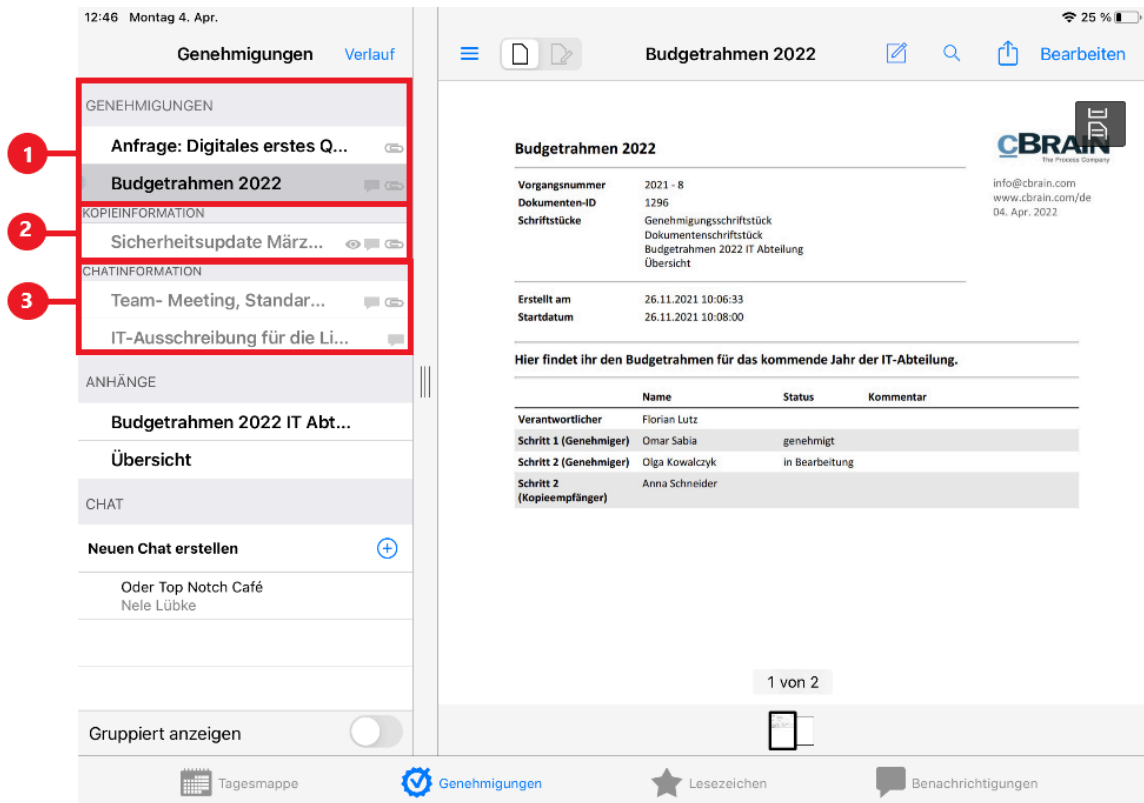 12:46 Montag 4. Apr.
25 %
Genehmigungen
Verlauf
GENEHMIGUNGEN
1
Anfrage: Digitales erstes Q...
Budgetrahmen 2022
KOPIEINFORMATION
2
Sicherheitsupdate März...
CHATINFORMATION
3
Team- Meeting, Standar...
IT-Ausschreibung für die Li...
ANHÄNGE
Budgetrahmen 2022 IT Abt...
Übersicht
CHAT
Neuen Chat erstellen
Oder Top Notch Café
Nele Lübke
Gruppiert anzeigen
Budgetrahmen 2022
Bearbeiten
cBRAIN
The Process Company
info@cbrain.com
www.cbrain.com/de
04. Apr. 2022
Budgetrahmen 2022
Vorgangsnummer 2021 - 8
Dokumenten-ID 1296
Schriftstücke Genehmigungsschriftstück
Dokumentenschriftstück
Budgetrahmen 2022 IT Abteilung
Übersicht
Erstellt am 26.11.2021 10:06:33
Startdatum 26.11.2021 10:08:00
Hier findet ihr den Budgetrahmen für das kommende Jahr der IT-Abteilung.
Name Status Kommentar
Verantwortlicher Florian Lutz
Schritt 1 (Genehmiger) Omar Sabia genehmigt
Schritt 2 (Genehmiger) Olga Kowalczyk in Bearbeitung
Schritt 2 Anna Schneider
(Kopieempfänger)
1 von 2
Tagesmappe
Genehmigungen
Lesezeichen
Benachrichtigungen